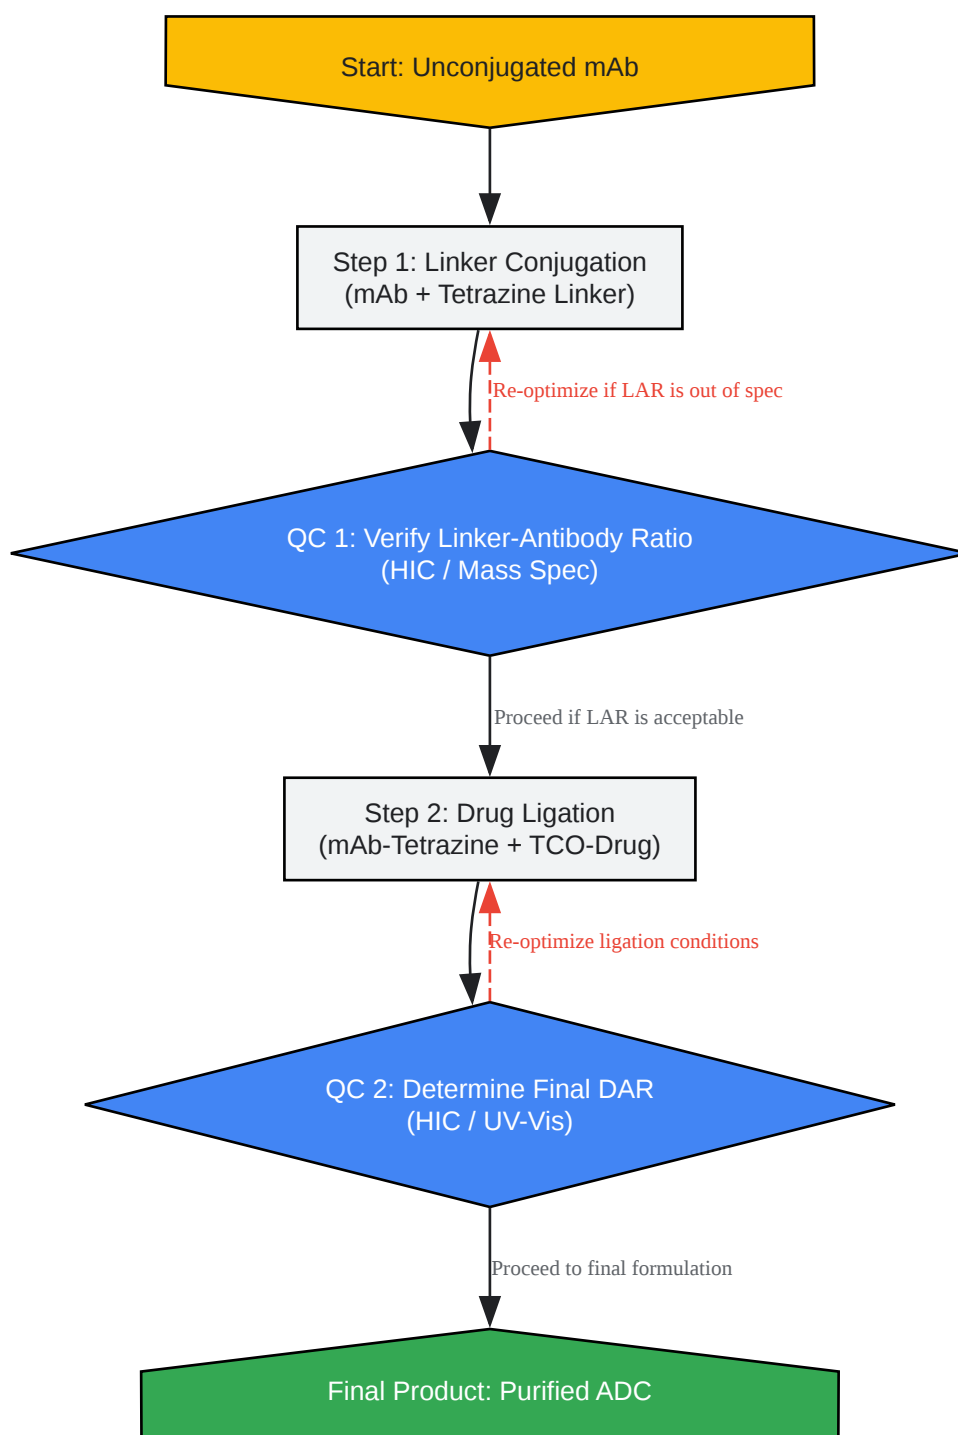 Start: Unconjugated mAb
Step 1: Linker Conjugation
(mAb + Tetrazine Linker)
Re-optimize if LAR is out of spec
QC 1: Verify Linker-Antibody Ratio
(HIC / Mass Spec)
Proceed if LAR is acceptable
Step 2: Drug Ligation
(mAb-Tetrazine + TCO-Drug)
Re-optimize ligation conditions
QC 2: Determine Final DAR
(HIC / UV-Vis)
Proceed to final formulation
Final Product: Purified ADC